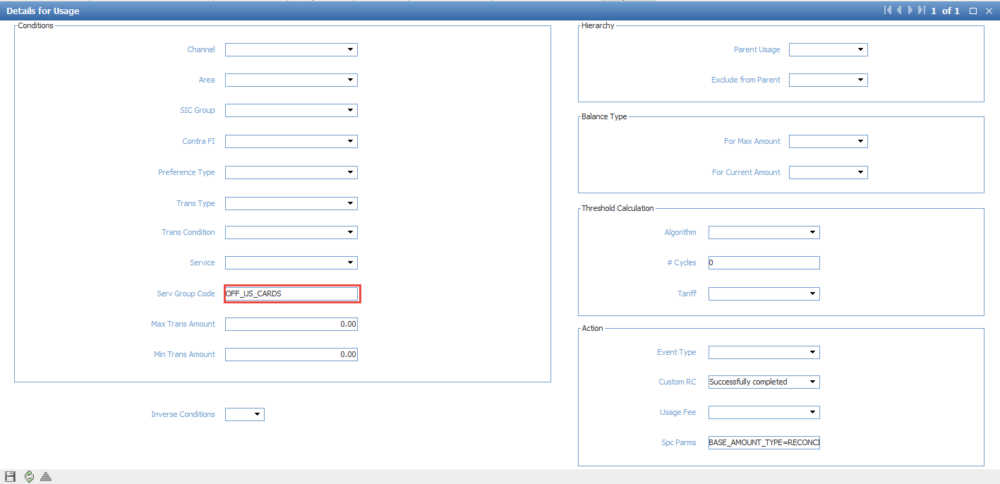 Details for Usage
1 of 1
Conditions
Channel
Area
SIC Group
Contra FI
Preference Type
Trans Type
Trans Condition
Service
Serv Group Code OFF_US_CARDS
Max Trans Amount 0.00
Min Trans Amount 0.00
Inverse Conditions
Hierarchy
Parent Usage
Exclude from Parent
Balance Type
For Max Amount
For Current Amount
Threshold Calculation
Algorithm
# Cycles 0
Tariff
Action
Event Type
Custom RC Successfully completed
Usage Fee
Spc Parms BASE_AMOUNT_TYPE=RECONCI